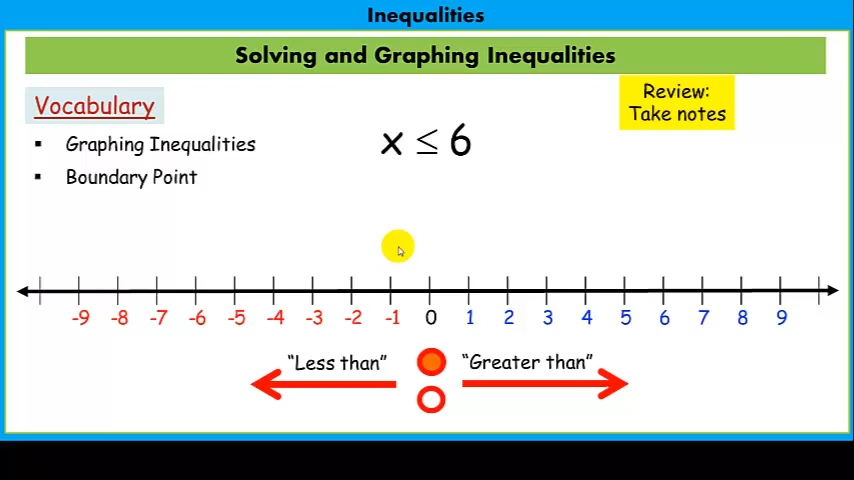 Inequalities
Solving and Graphing Inequalities
Vocabulary
▪ Graphing Inequalities
▪ Boundary Point
x ≤ 6
Review:
Take notes
-9 -8 -7 -6 -5 -4 -3 -2 -1 0 1 2 3 4 5 6 7 8 9
“Less than” “Greater than”